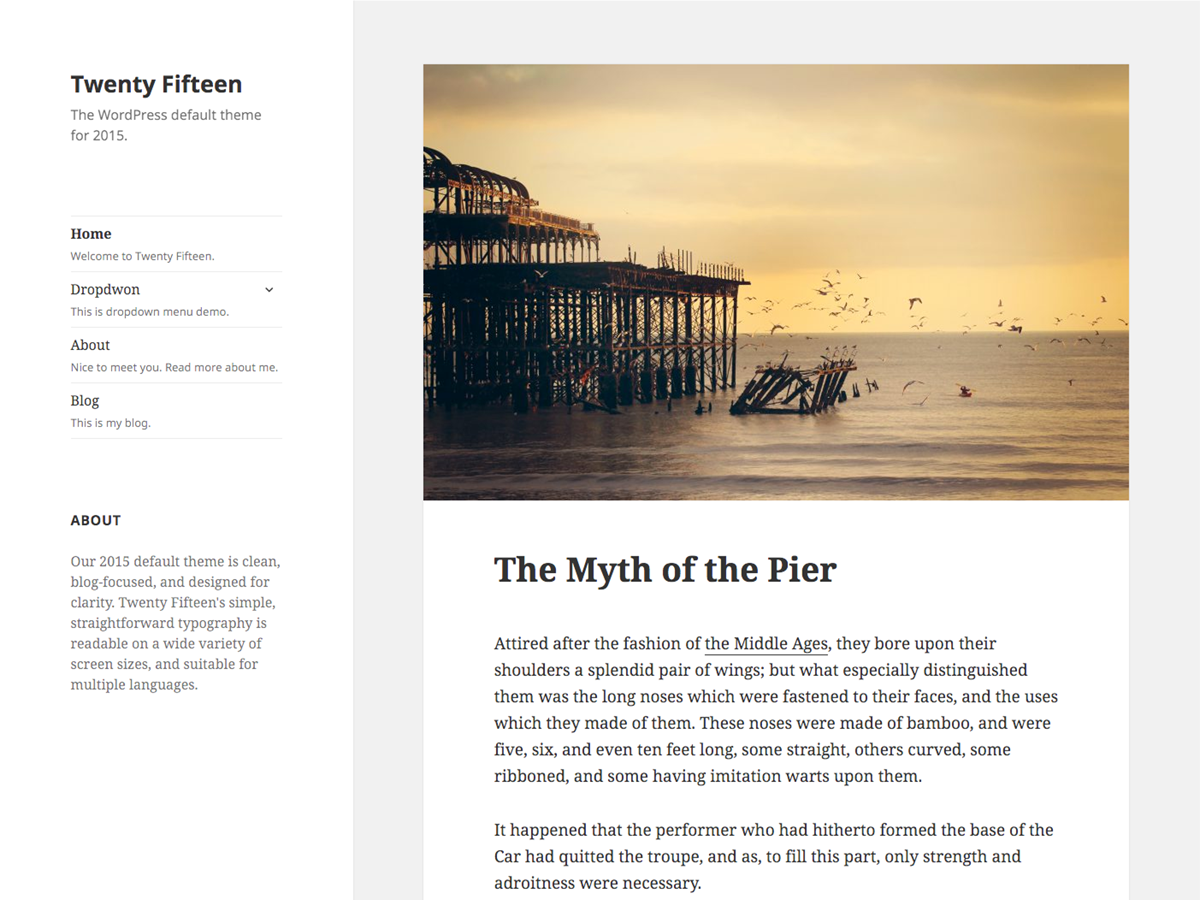 Twenty Fifteen
The WordPress default theme
for 2015.
Home
Welcome to Twenty Fifteen.
Dropdwon
This is dropdown menu demo.
About
Nice to meet you. Read more about me.
Blog
This is my blog.
ABOUT
Our 2015 default theme is clean,
blog-focused, and designed for
clarity. Twenty Fifteen's simple,
straightforward typography is
readable on a wide variety of
screen sizes, and suitable for
multiple languages.
The Myth of the Pier
Attired after the fashion of the Middle Ages, they bore upon their
shoulders a splendid pair of wings; but what especially distinguished
them was the long noses which were fastened to their faces, and the uses
which they made of them. These noses were made of bamboo, and were
five, six, and even ten feet long, some straight, others curved, some
ribboned, and some having imitation warts upon them.
It happened that the performer who had hitherto formed the base of the
Car had quitted the troupe, and as, to fill this part, only strength and
adroitness were necessary.